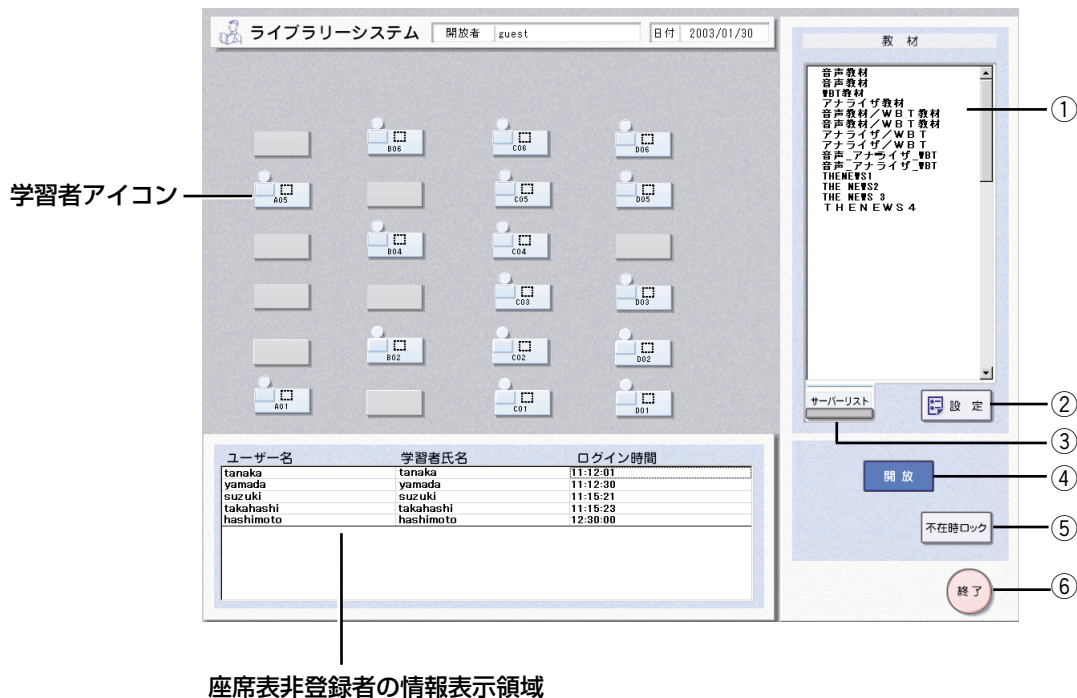 ライブラリーシステム 開放者 guest 日付 2003/01/30
教 材
音声教材
音声教材
WBT教材
アナライザ教材
音声教材／WBT教材
音声教材／WBT教材
アナライザ／WBT
アナライザ／WBT
音声_アナライザ_WBT
音声_アナライザ_WBT
THENEWS1
THE NEWS2
THE NEWS 3
THENEWS4
①
B06 C06 D06
学習者アイコン
A05 C05 D05
B04 C04
C03 D03
B02 C02 D02
A01 C01 D01
サーバーリスト
設 定
②
③
開 放
④
不在時ロック
⑤
終了
⑥
ユーザー名 学習者氏名 ログイン時間
tanaka tanaka 11:12:01
yamada yamada 11:12:30
suzuki suzuki 11:15:21
takahashi takahashi 11:15:23
hashimoto hashimoto 12:30:00
座席表非登録者の情報表示領域